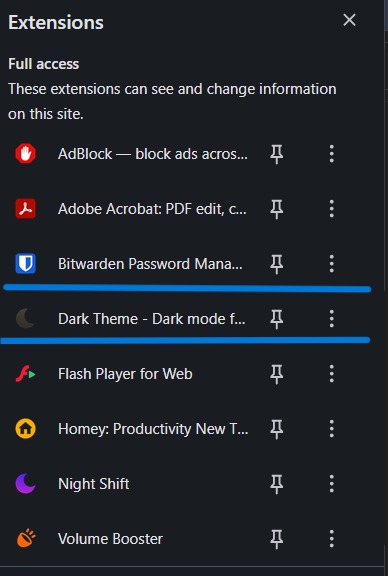 Extensions
Full access
These extensions can see and change information
on this site.
AdBlock — block ads acros...
Adobe Acrobat: PDF edit, c...
Bitwarden Password Mana...
Dark Theme - Dark mode f...
Flash Player for Web
Homey: Productivity New T...
Night Shift
Volume Booster